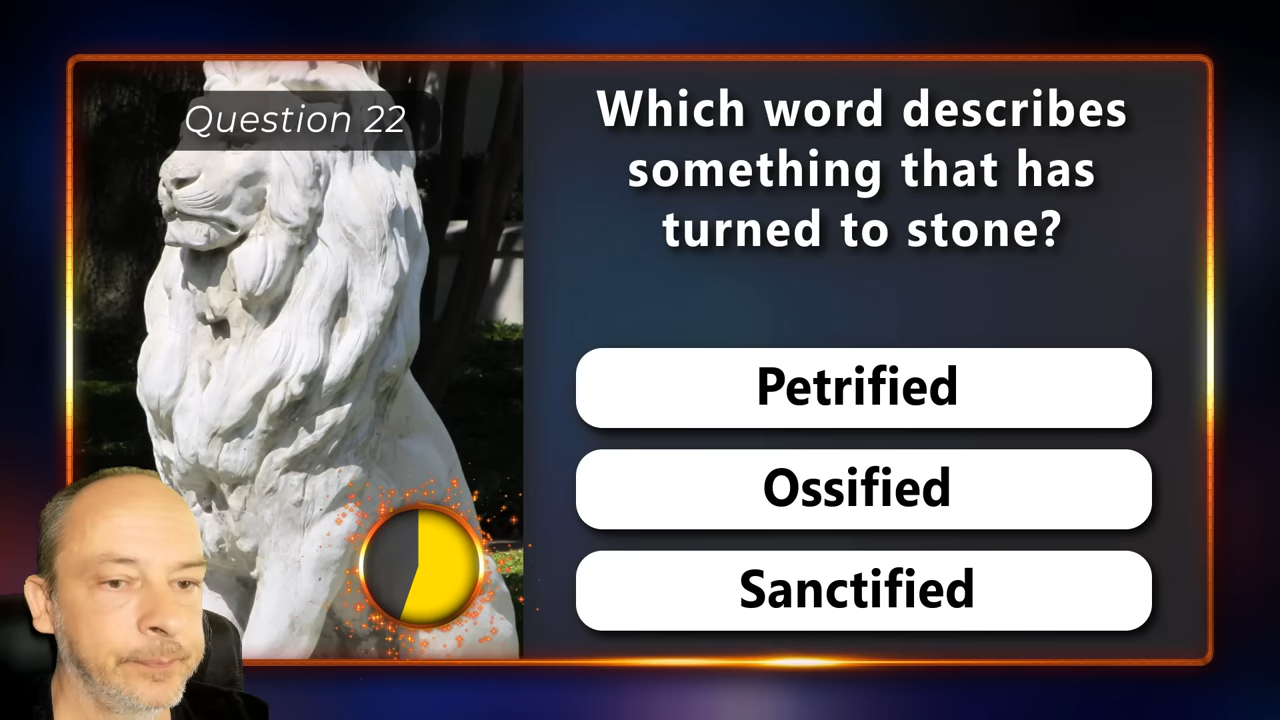 Question 22
Which word describes
something that has
turned to stone?
Petrified
Ossified
Sanctified